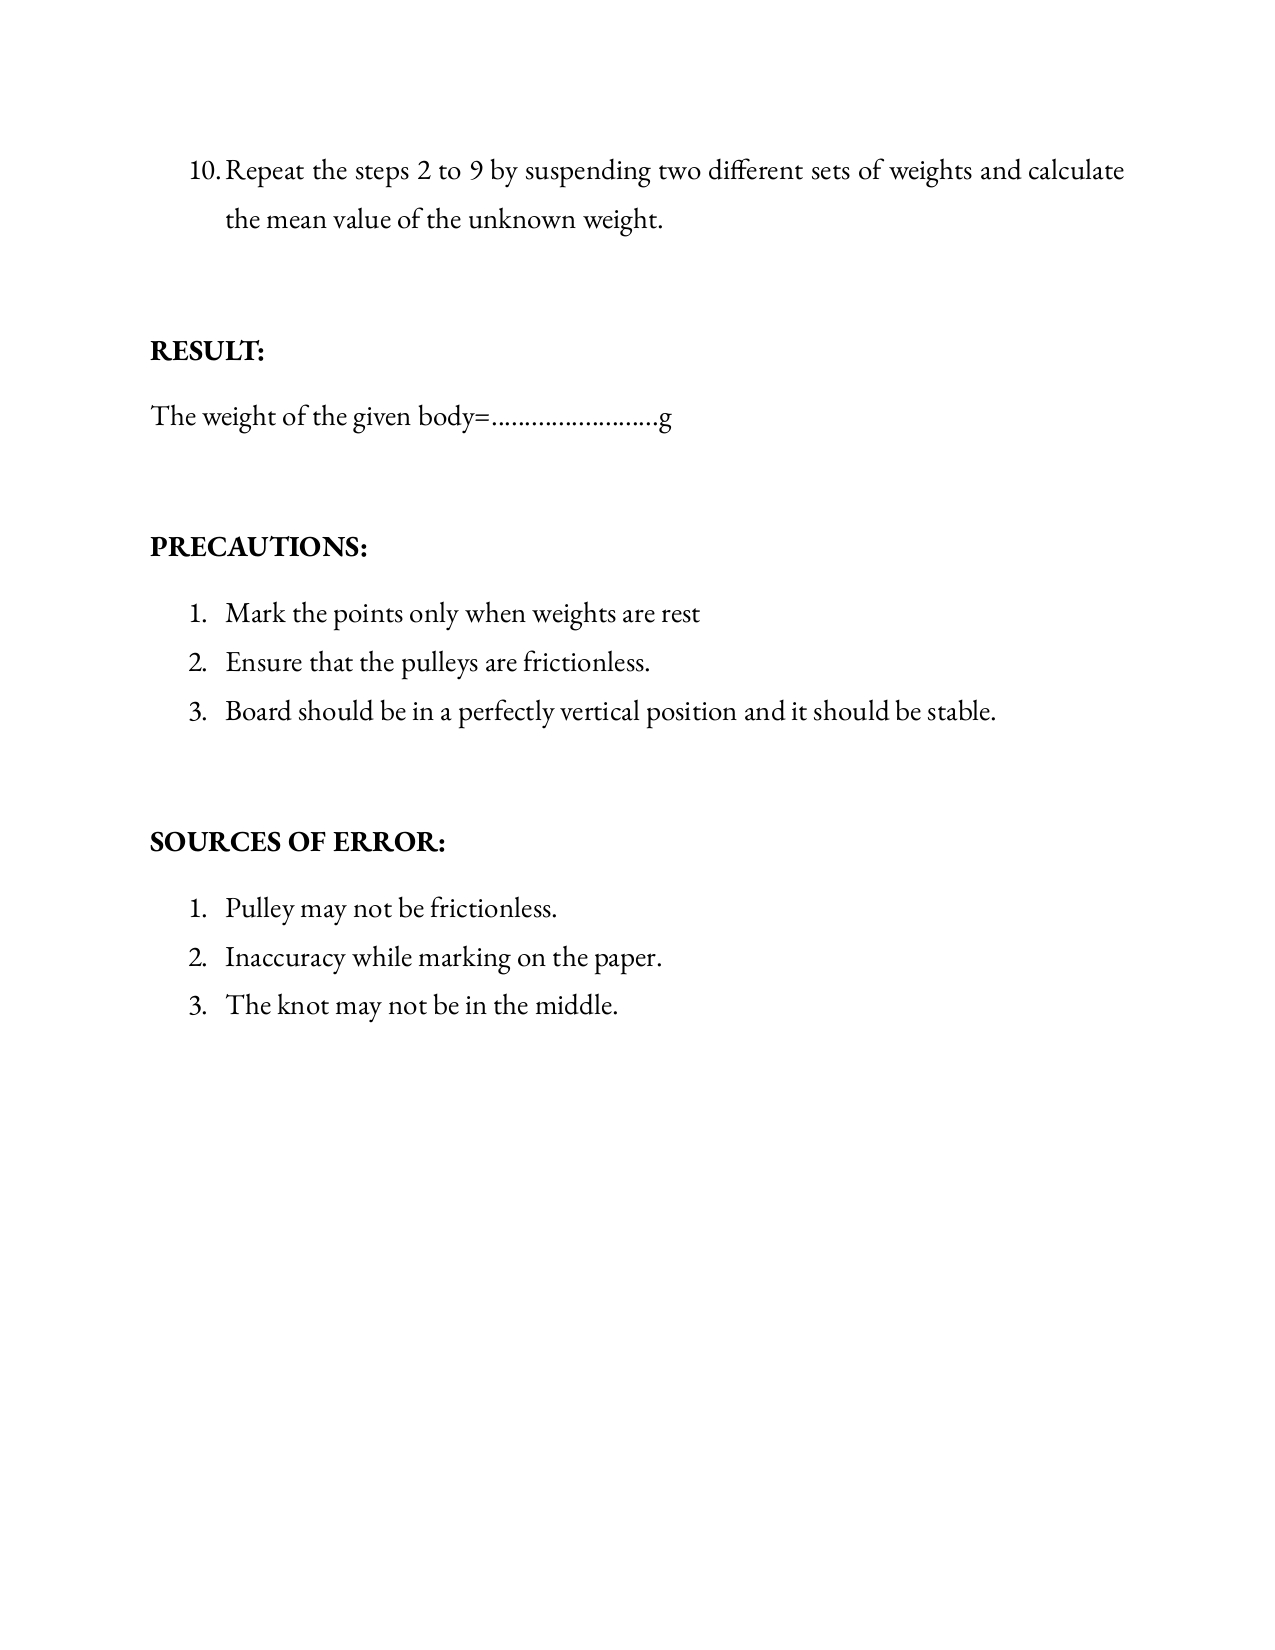 10. Repeat the steps 2 to 9 by suspending two different sets of weights and calculate
the mean value of the unknown weight.
RESULT:
The weight of the given body=........................g
PRECAUTIONS:
1. Mark the points only when weights are rest
2. Ensure that the pulleys are frictionless.
3. Board should be in a perfectly vertical position and it should be stable.
SOURCES OF ERROR:
1. Pulley may not be frictionless.
2. Inaccuracy while marking on the paper.
3. The knot may not be in the middle.